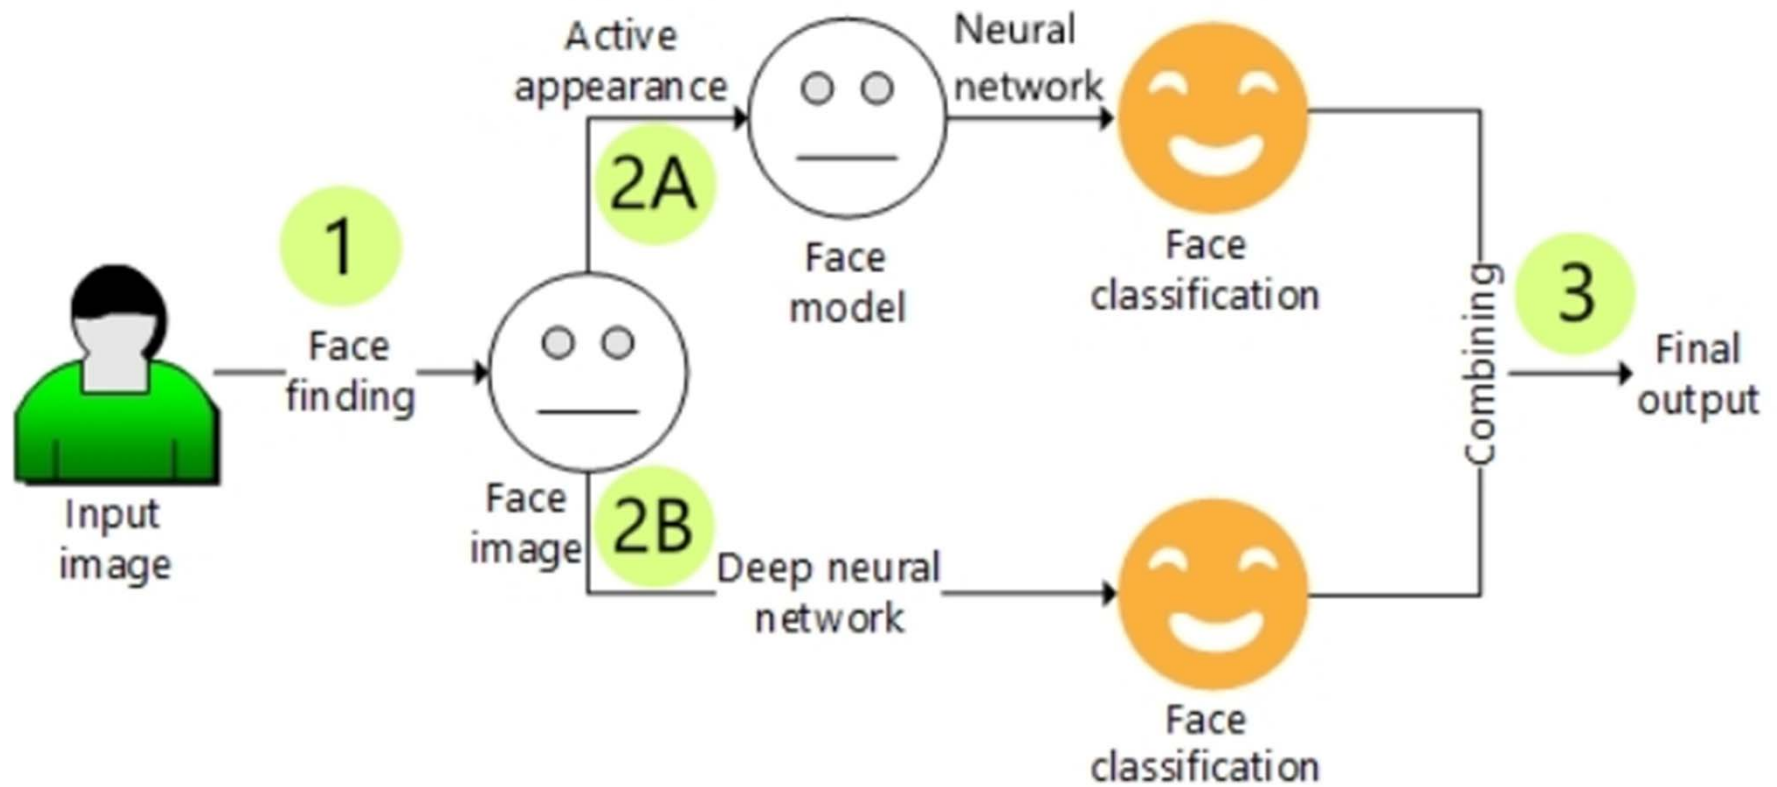 Active
appearance
Neural
network
2A
1
Face
model
Face
classification
3
Face
finding
Combining
Final
output
Input
image
Face
image
2B
Deep neural
network
Face
classification